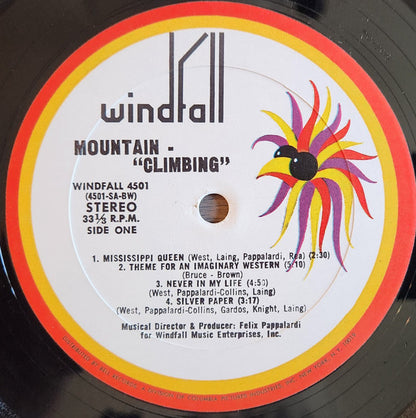 windfall
MOUNTAIN -
"CLIMBING"
WINDFALL 4501
(4501-SA-BW)
STEREO
33⅓ R.P.M.
SIDE ONE
1. MISSISSIPPI QUEEN (West, Laing, Pappalardi, Rea) (2:30)
2. THEME FOR AN IMAGINARY WESTERN (5:10)
(Bruce - Brown)
3. NEVER IN MY LIFE (4:50)
(West, Pappalardi-Collins, Laing)
4. SILVER PAPER (3:17)
(West, Pappalardi-Collins, Gardos, Knight, Laing)
Musical Director & Producer: Felix Pappalardi
for Windfall Music Enterprises, Inc.